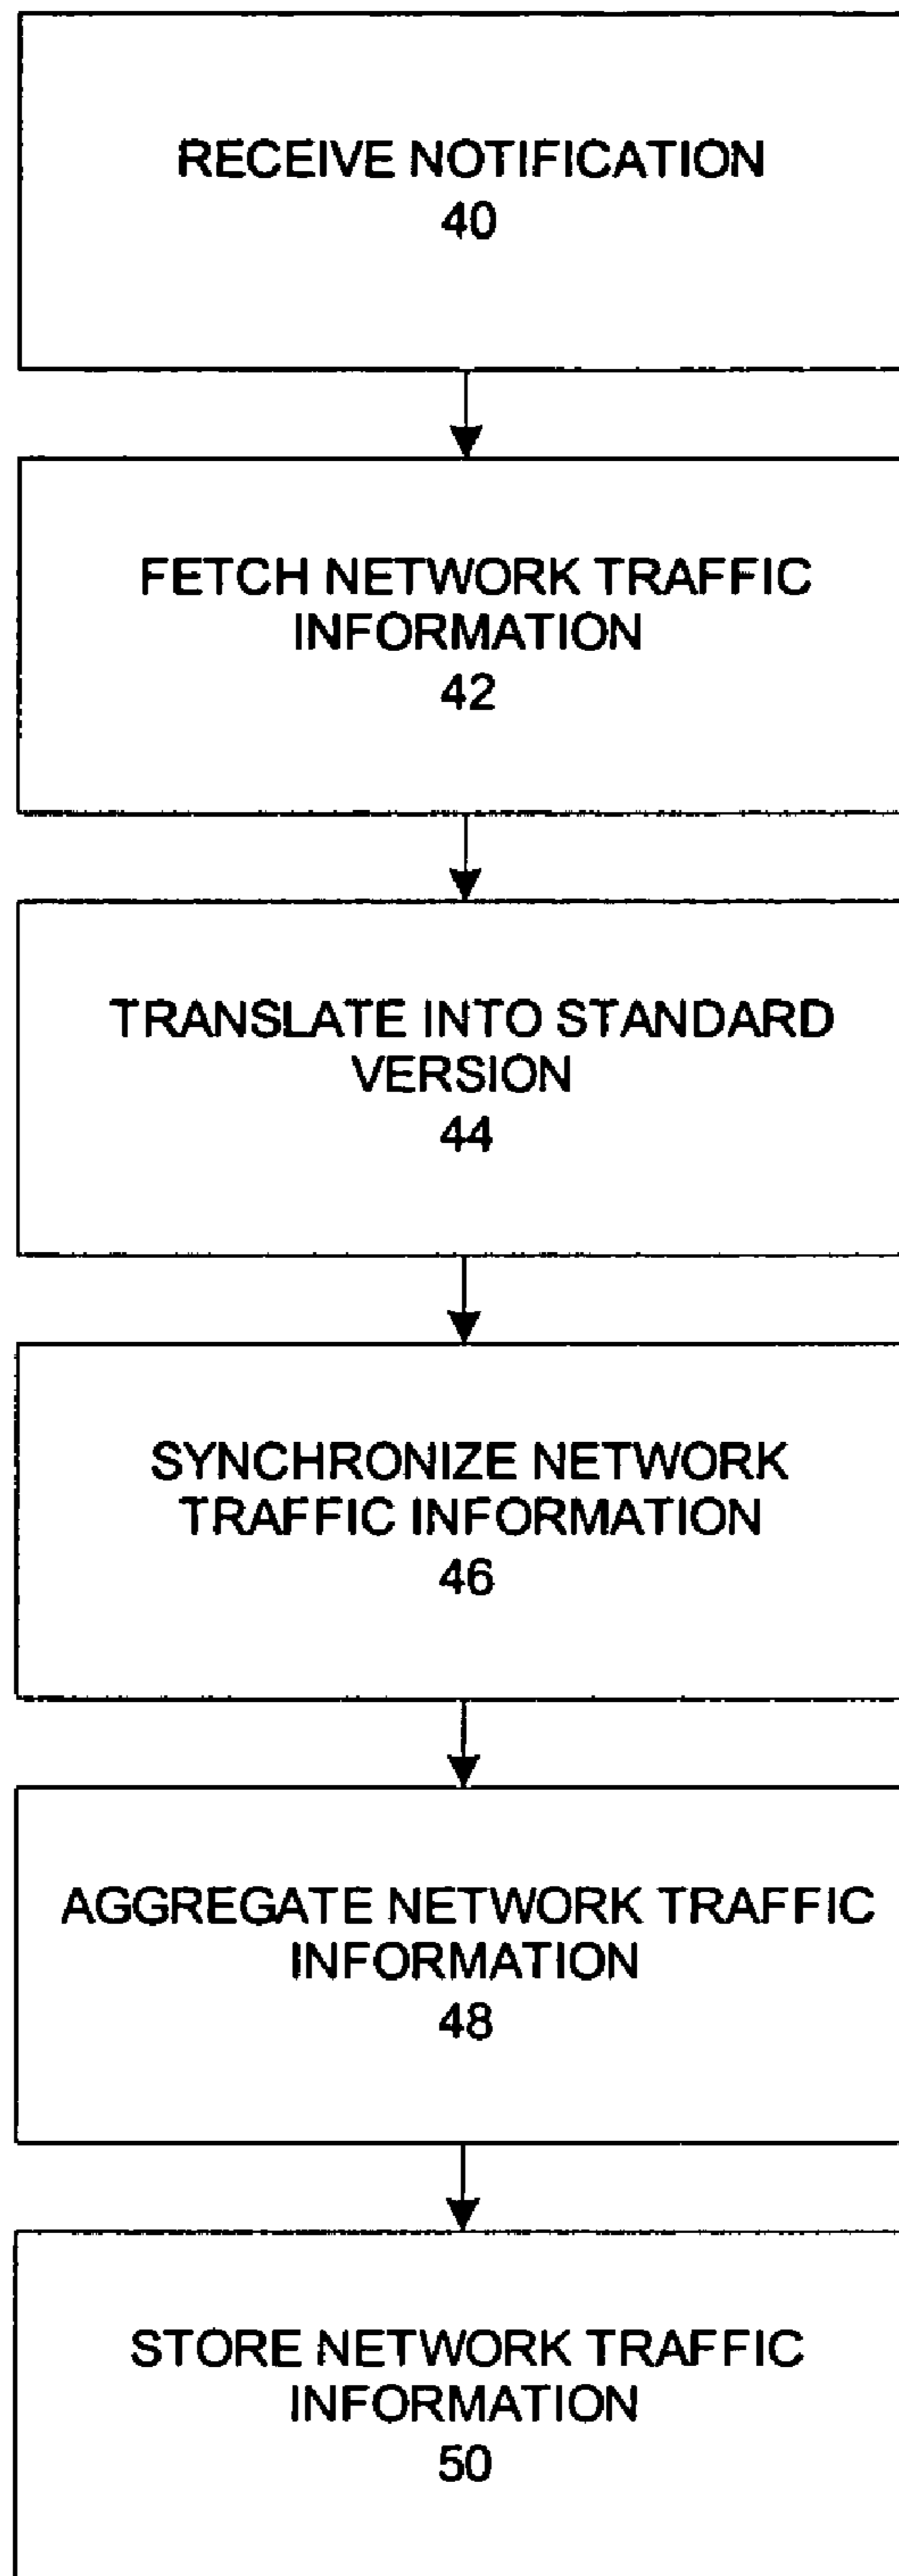 RECEIVE NOTIFICATION
40
FETCH NETWORK TRAFFIC
INFORMATION
42
TRANSLATE INTO STANDARD
VERSION
44
SYNCHRONIZE NETWORK
TRAFFIC INFORMATION
46
AGGREGATE NETWORK TRAFFIC
INFORMATION
48
STORE NETWORK TRAFFIC
INFORMATION
50